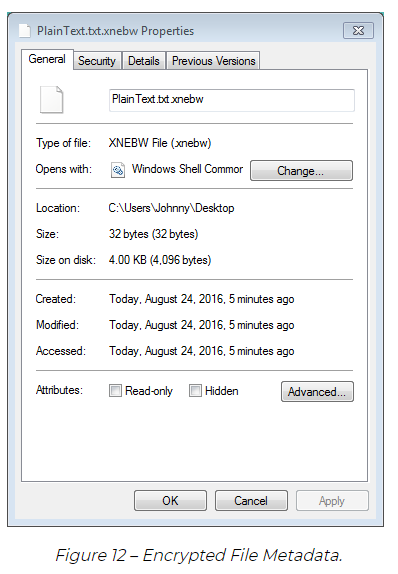 PlainText.txt.xnebw Properties
General Security Details Previous Versions
PlainText.txt.xnebw
Type of file: XNEBW File (.xnebw)
Opens with: Windows Shell Commor Change...
Location: C:\Users\Johnny\Desktop
Size: 32 bytes (32 bytes)
Size on disk: 4.00 KB (4,096 bytes)
Created: Today, August 24, 2016, 5 minutes ago
Modified: Today, August 24, 2016, 5 minutes ago
Accessed: Today, August 24, 2016, 5 minutes ago
Attributes: Read-only Hidden Advanced...
OK Cancel Apply
Figure 12 – Encrypted File Metadata.